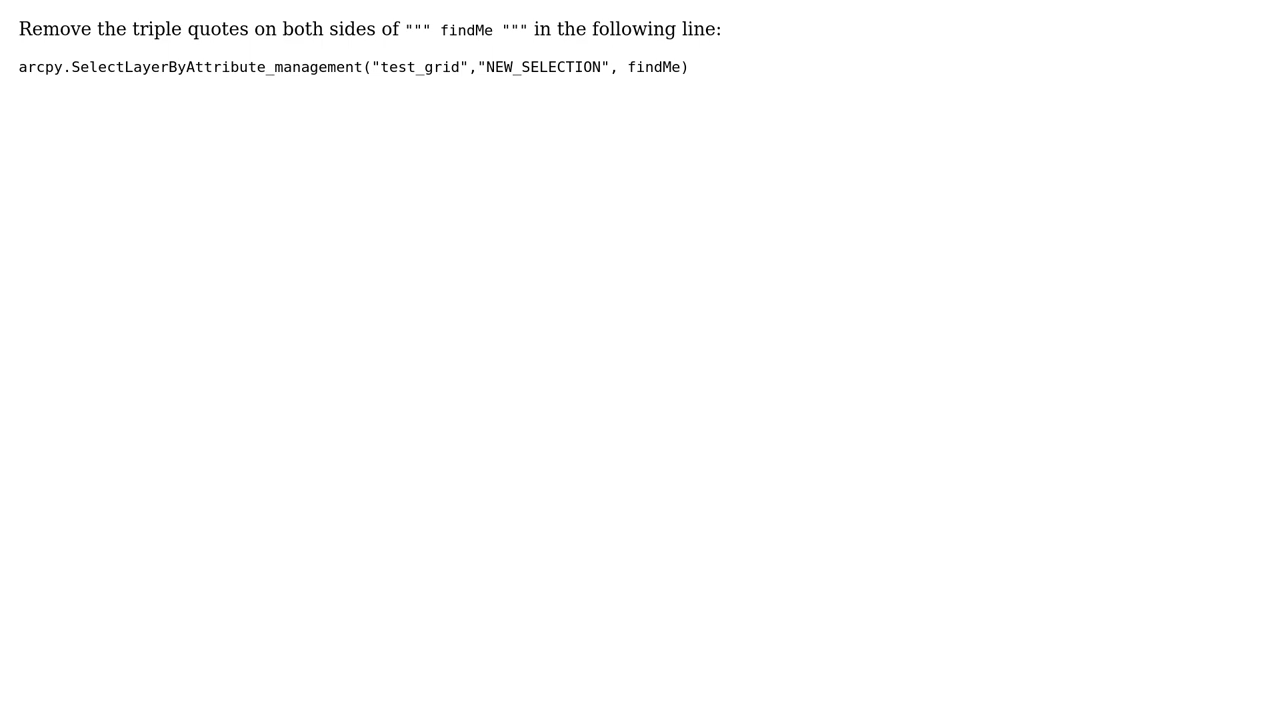 Remove the triple quotes on both sides of """ findMe """ in the following line:
arcpy.SelectLayerByAttribute_management("test_grid","NEW_SELECTION", findMe)